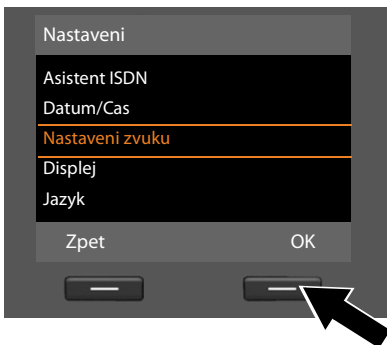 Nastaveni
Asistent ISDN
Datum/Cas
Nastaveni zvuku
Displej
Jazyk
Zpet OK